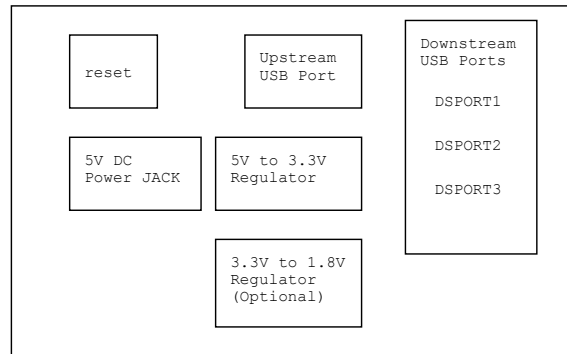 reset
Upstream
USB Port
Downstream
USB Ports
DSPORT1
DSPORT2
DSPORT3
5V DC
Power JACK
5V to 3.3V
Regulator
3.3V to 1.8V
Regulator
(Optional)